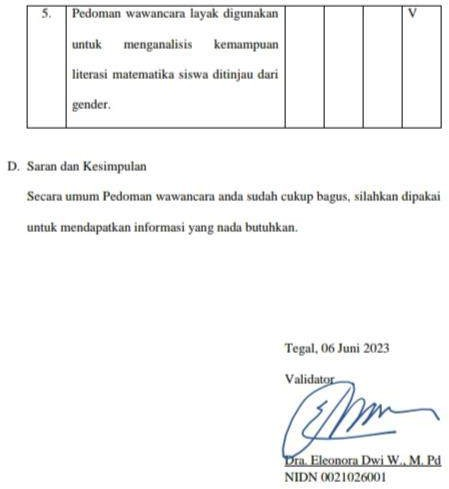 5. Pedoman wawancara layak digunakan V
untuk menganalisis kemampuan
literasi matematika siswa ditinjau dari
gender.
D. Saran dan Kesimpulan
Secara umum Pedoman wawancara anda sudah cukup bagus, silahkan dipakai
untuk mendapatkan informasi yang nada butuhkan.
Tegal, 06 Juni 2023
Validator
Dra. Eleonora Dwi W., M. Pd
NIDN 0021026001